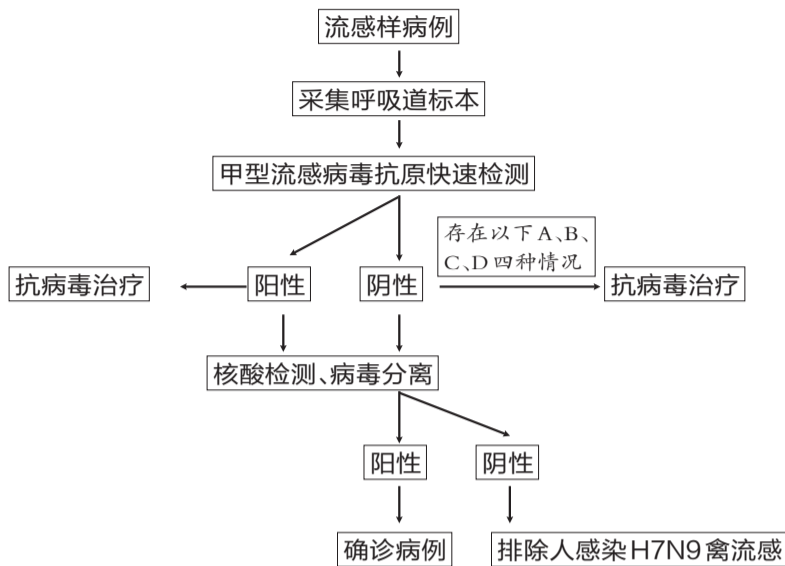 流感样病例
采集呼吸道标本
甲型流感病毒抗原快速检测
存在以下A、B、
C、D四种情况
抗病毒治疗
阳性
阴性
抗病毒治疗
核酸检测、病毒分离
阳性
阴性
确诊病例
排除人感染H7N9禽流感